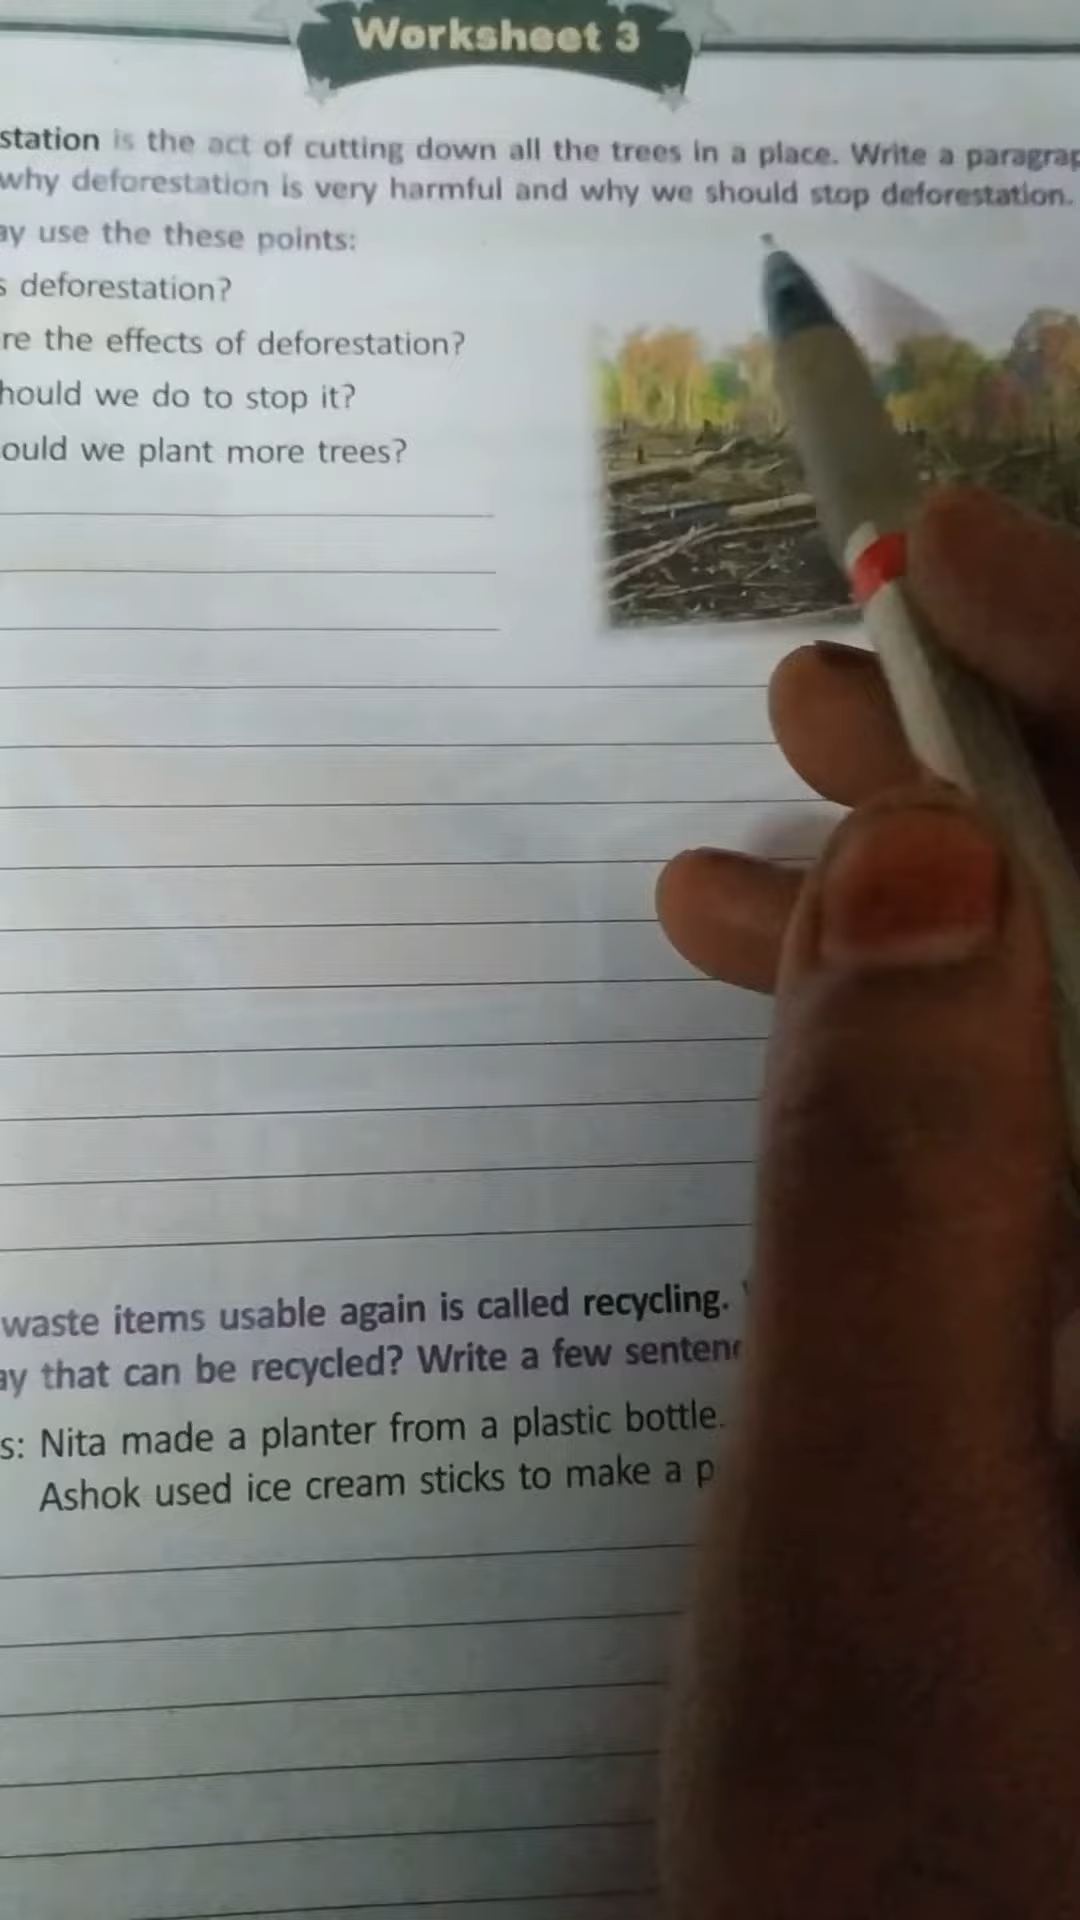 Worksheet 3
station is the act of cutting down all the trees in a place. Write a paragrap
why deforestation is very harmful and why we should stop deforestation.
ay use the these points:
s deforestation?
re the effects of deforestation?
hould we do to stop it?
ould we plant more trees?
waste items usable again is called recycling.
ay that can be recycled? Write a few senten
s: Nita made a planter from a plastic bottle.
Ashok used ice cream sticks to make a p